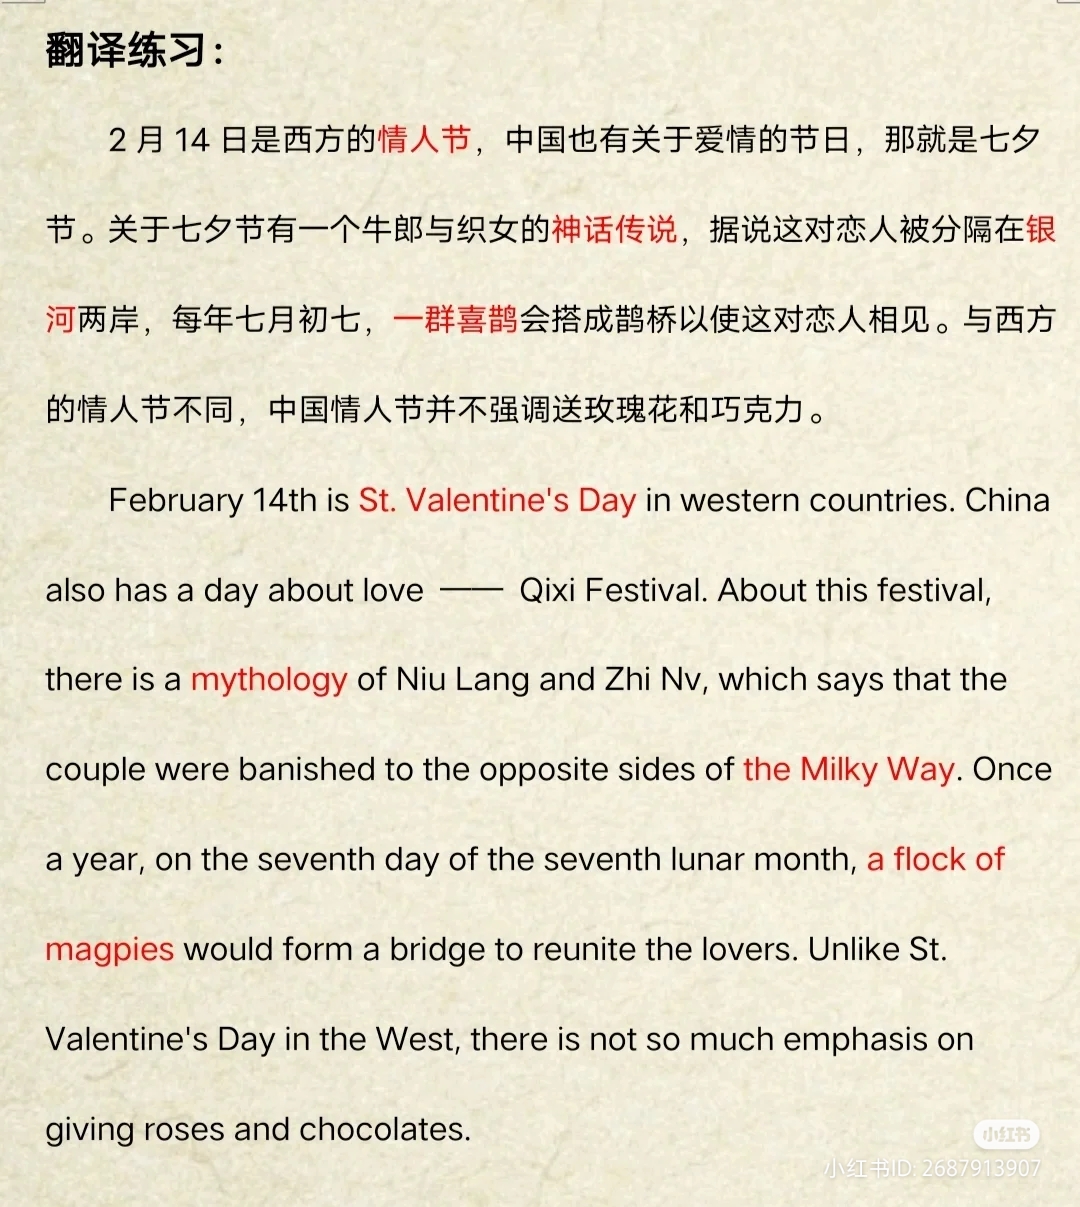 翻译练习：
2 月 14 日是西方的情人节，中国也有关于爱情的节日，那就是七夕
节。关于七夕节有一个牛郎与织女的神话传说，据说这对恋人被分隔在银
河两岸，每年七月初七，一群喜鹊会搭成鹊桥以使这对恋人相见。与西方
的情人节不同，中国情人节并不强调送玫瑰花和巧克力。
February 14th is St. Valentine's Day in western countries. China
also has a day about love —— Qixi Festival. About this festival,
there is a mythology of Niu Lang and Zhi Nv, which says that the
couple were banished to the opposite sides of the Milky Way. Once
a year, on the seventh day of the seventh lunar month, a flock of
magpies would form a bridge to reunite the lovers. Unlike St.
Valentine's Day in the West, there is not so much emphasis on
giving roses and chocolates.
小红书
小红书ID: 2687913907